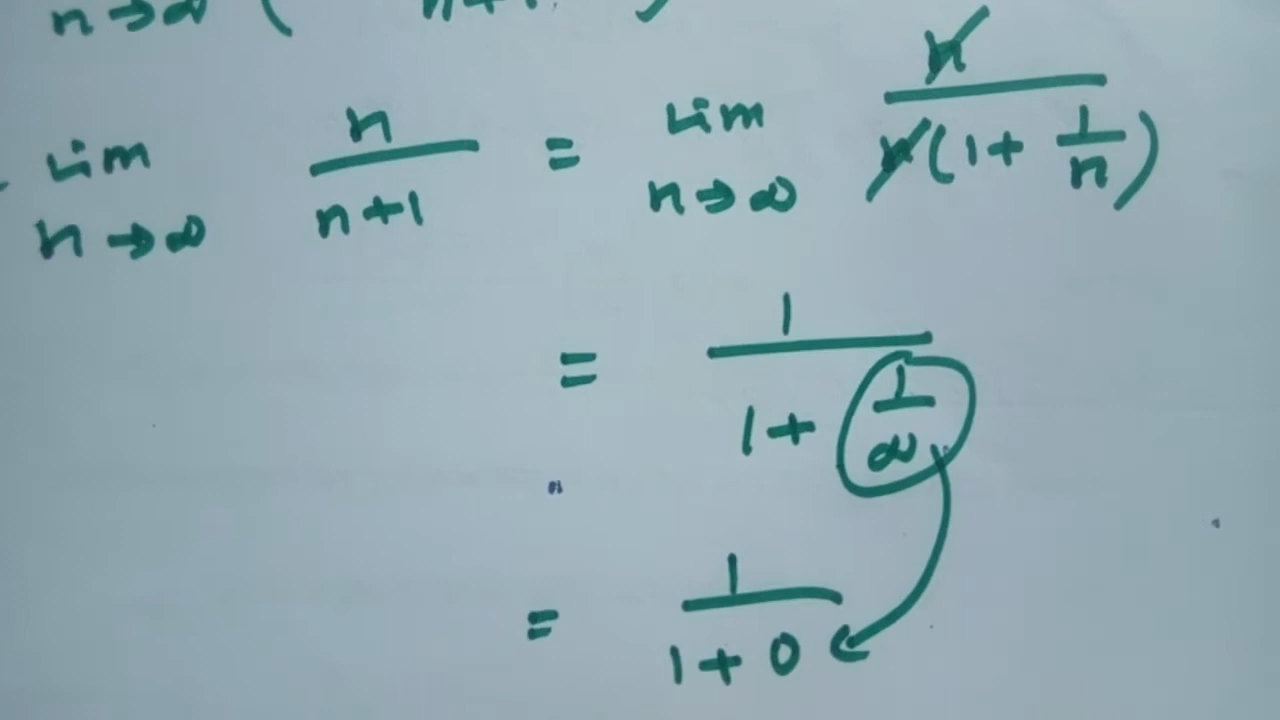 n→∞ (
lim n→∞ n/(n+1) = lim n→∞ n/(n(1 + 1/n))
= 1/(1 + 1/∞)
= 1/(1 + 0)